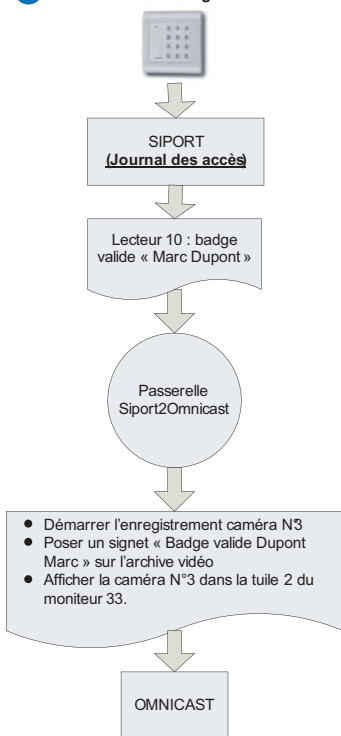 SIPORT
(Journal des accès)
Lecteur 10 : badge
valide « Marc Dupont »
Passerelle
Siport2Omnicast
• Démarrer l'enregistrement caméra N°3
• Poser un signet « Badge valide Dupont
Marc » sur l'archive vidéo
• Afficher la caméra N°3 dans la tuile 2 du
moniteur 33.
OMNICAST